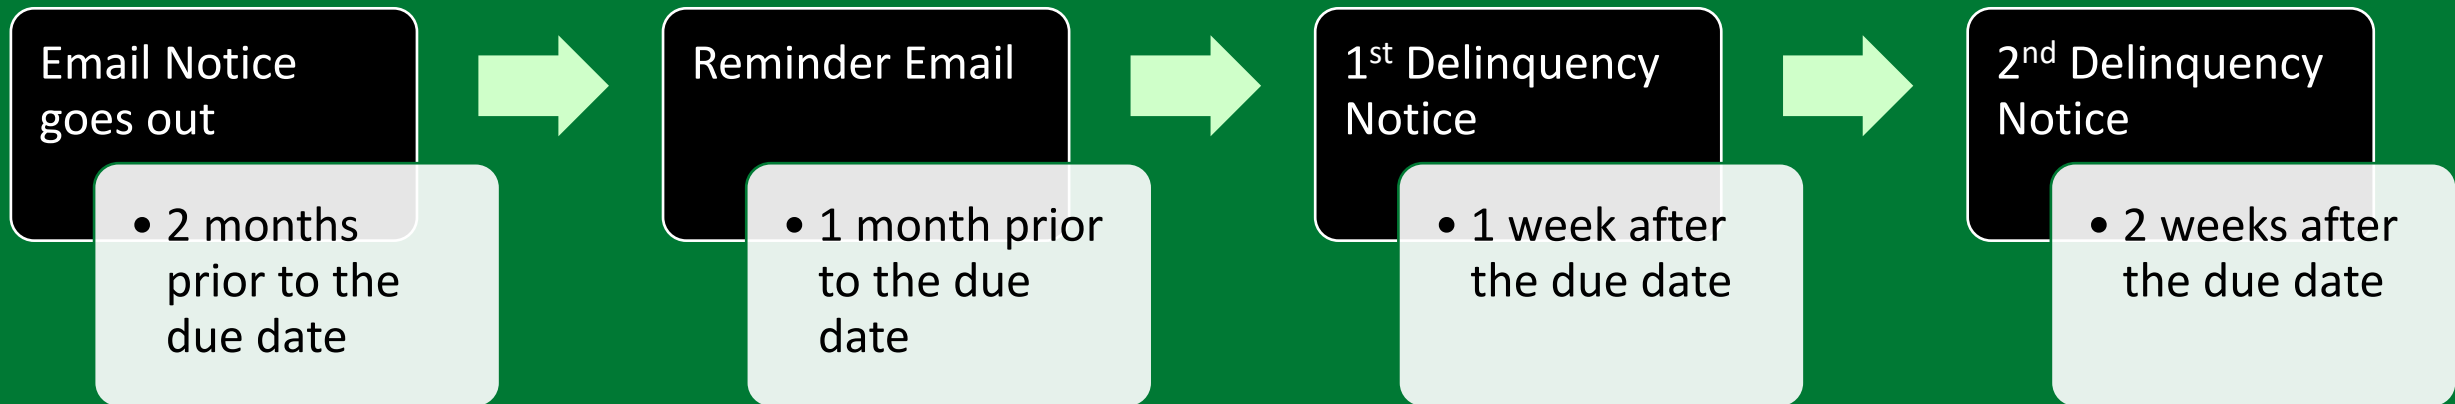 Email Notice
goes out
• 2 months
prior to the
due date
Reminder Email
• 1 month prior
to the due
date
1st Delinquency
Notice
• 1 week after
the due date
2nd Delinquency
Notice
• 2 weeks after
the due date